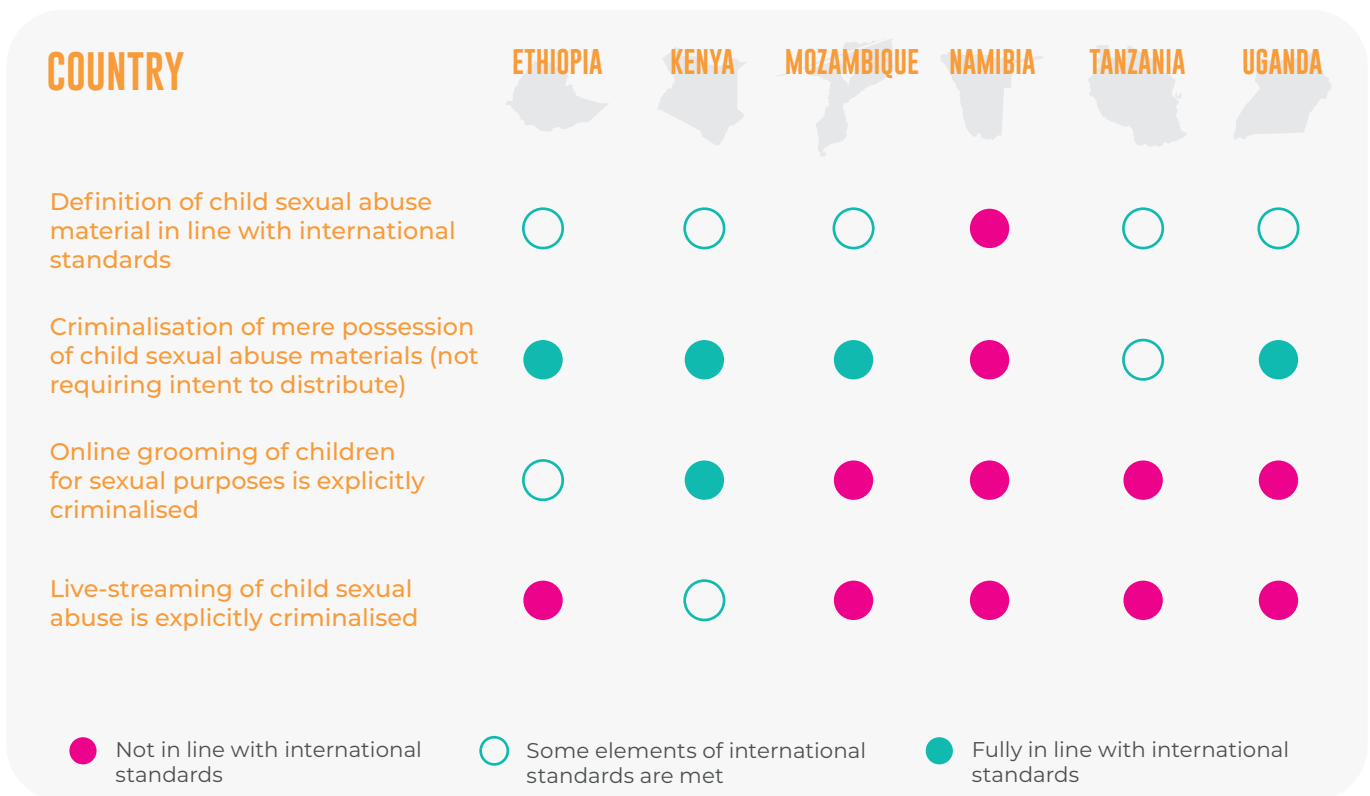 COUNTRY
ETHIOPIA KENYA MOZAMBIQUE NAMIBIA TANZANIA UGANDA
Definition of child sexual abuse
material in line with international
standards
Criminalisation of mere possession
of child sexual abuse materials (not
requiring intent to distribute)
Online grooming of children
for sexual purposes is explicitly
criminalised
Live-streaming of child sexual
abuse is explicitly criminalised
Not in line with international
standards
Some elements of international
standards are met
Fully in line with international
standards